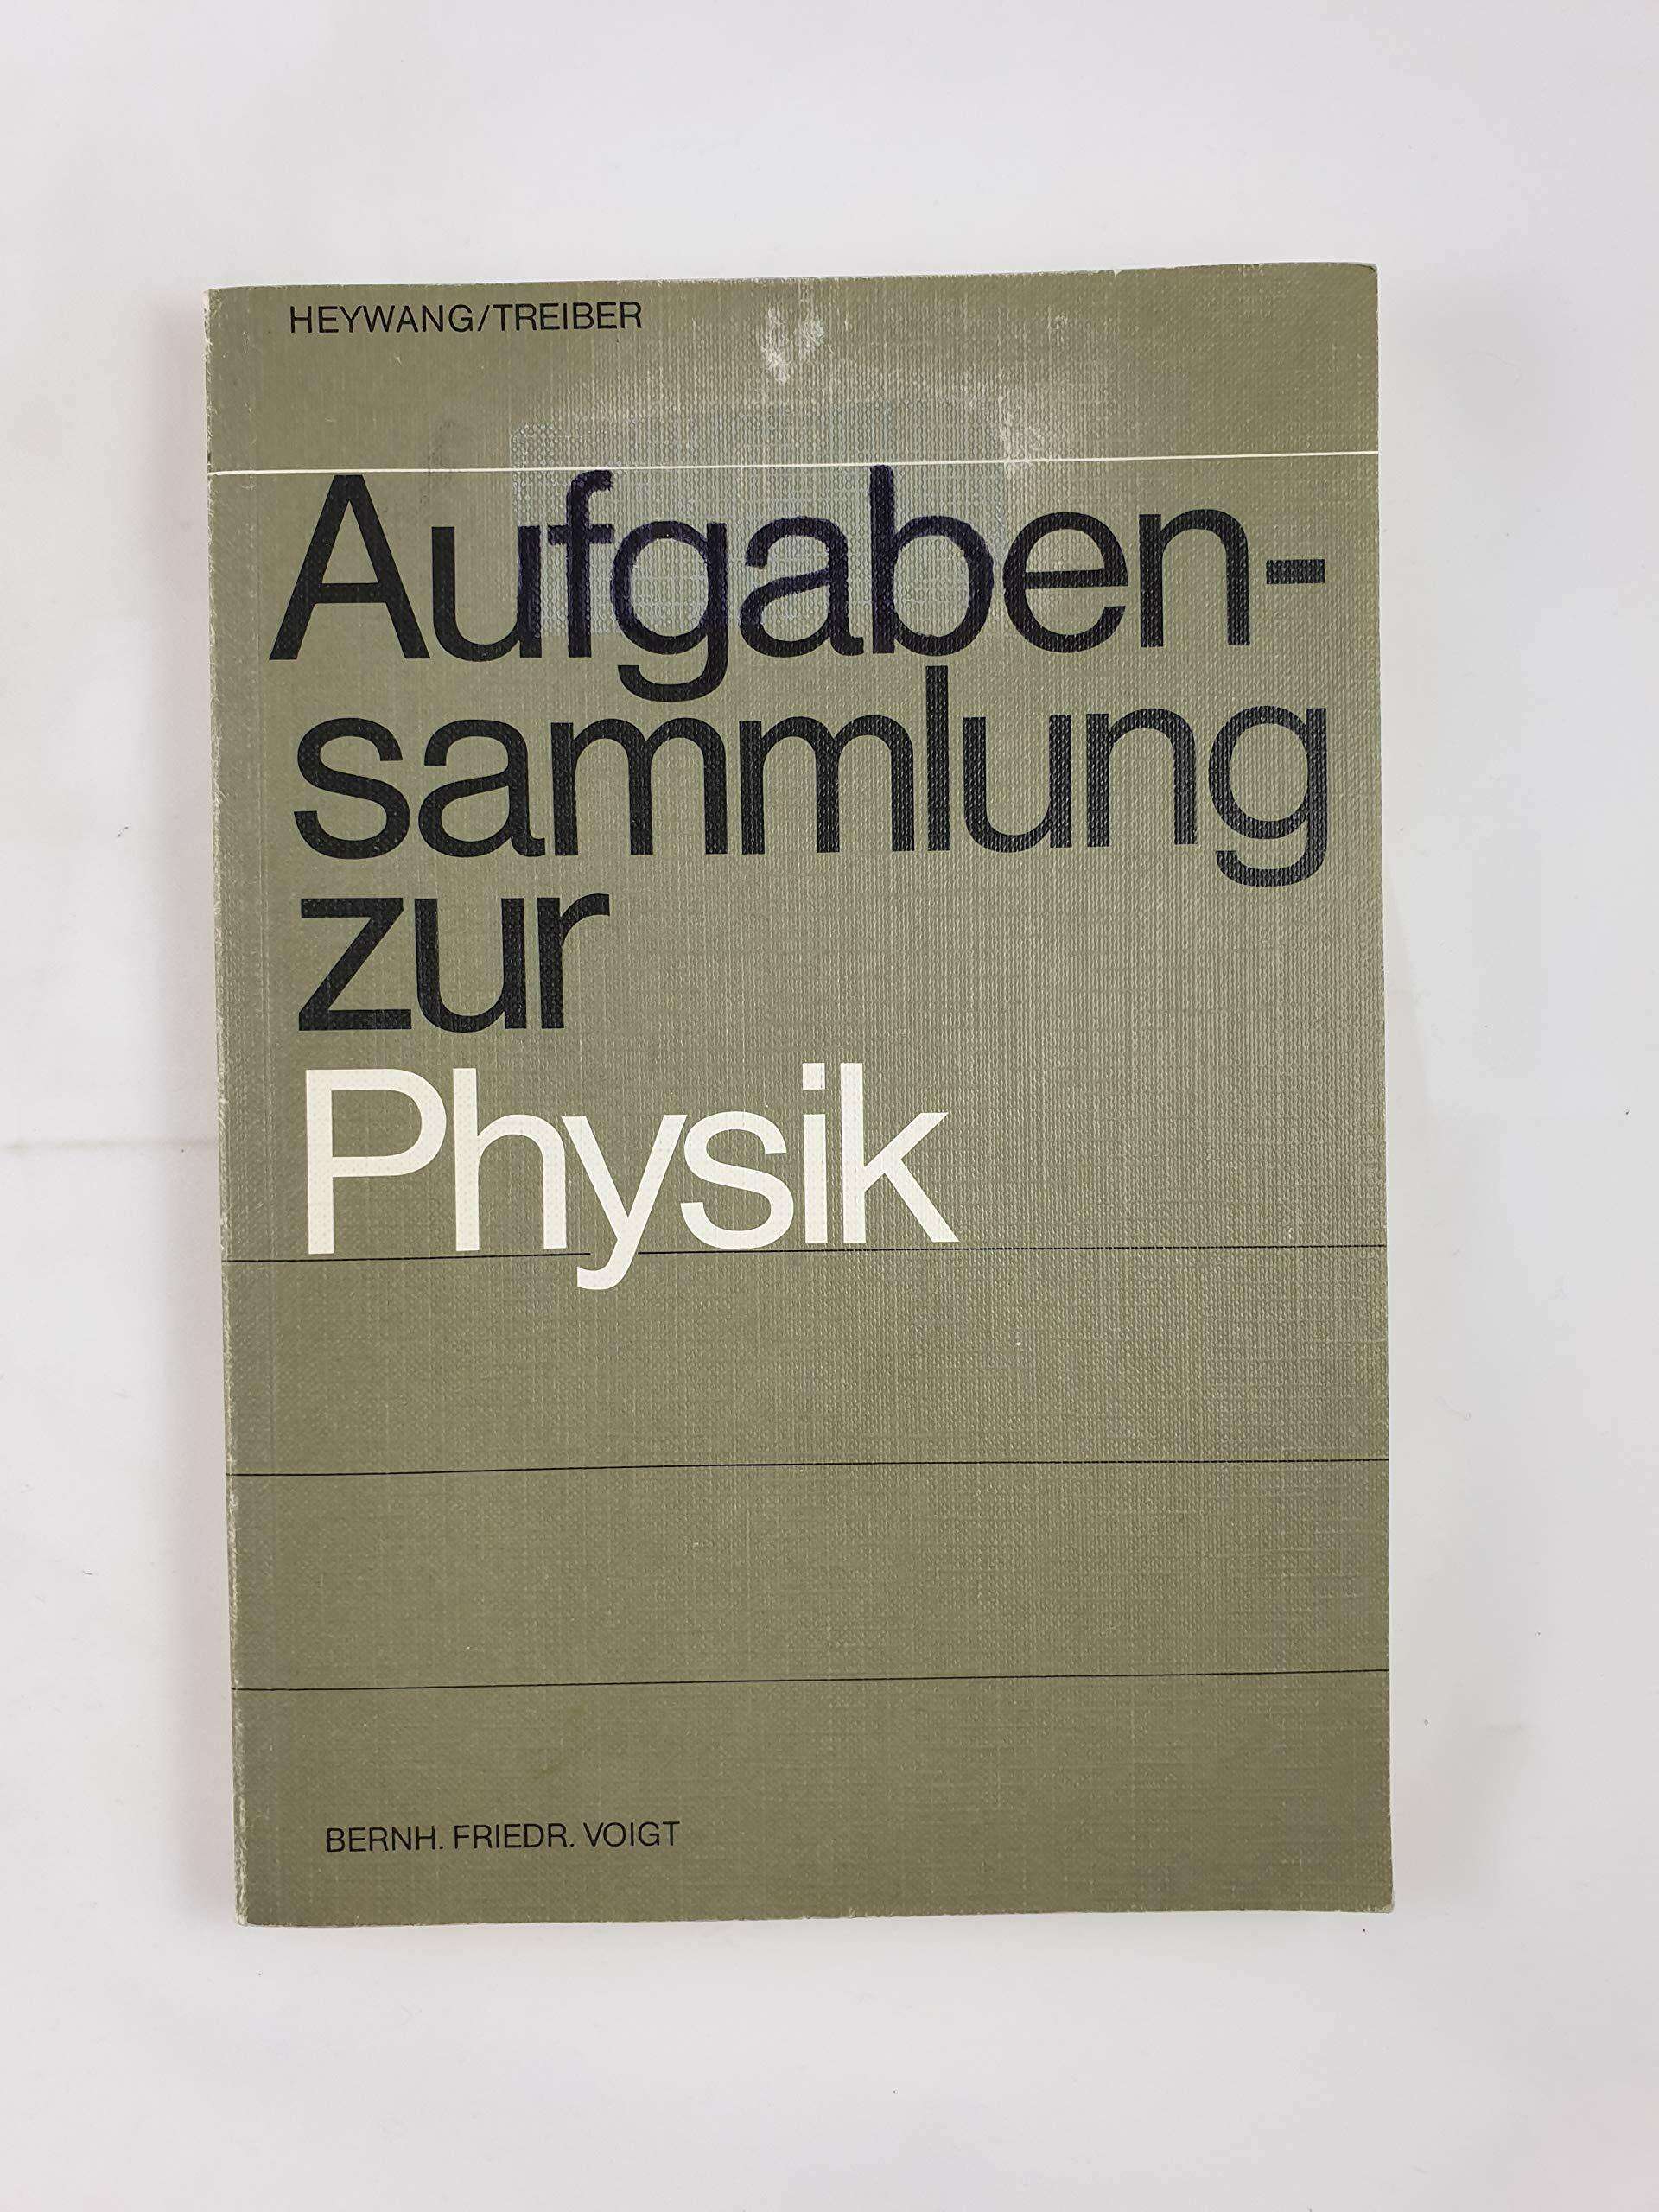 HEYWANG/TREIBER
Aufgaben-
sammlung
zur
Physik
BERNH. FRIEDR. VOIGT